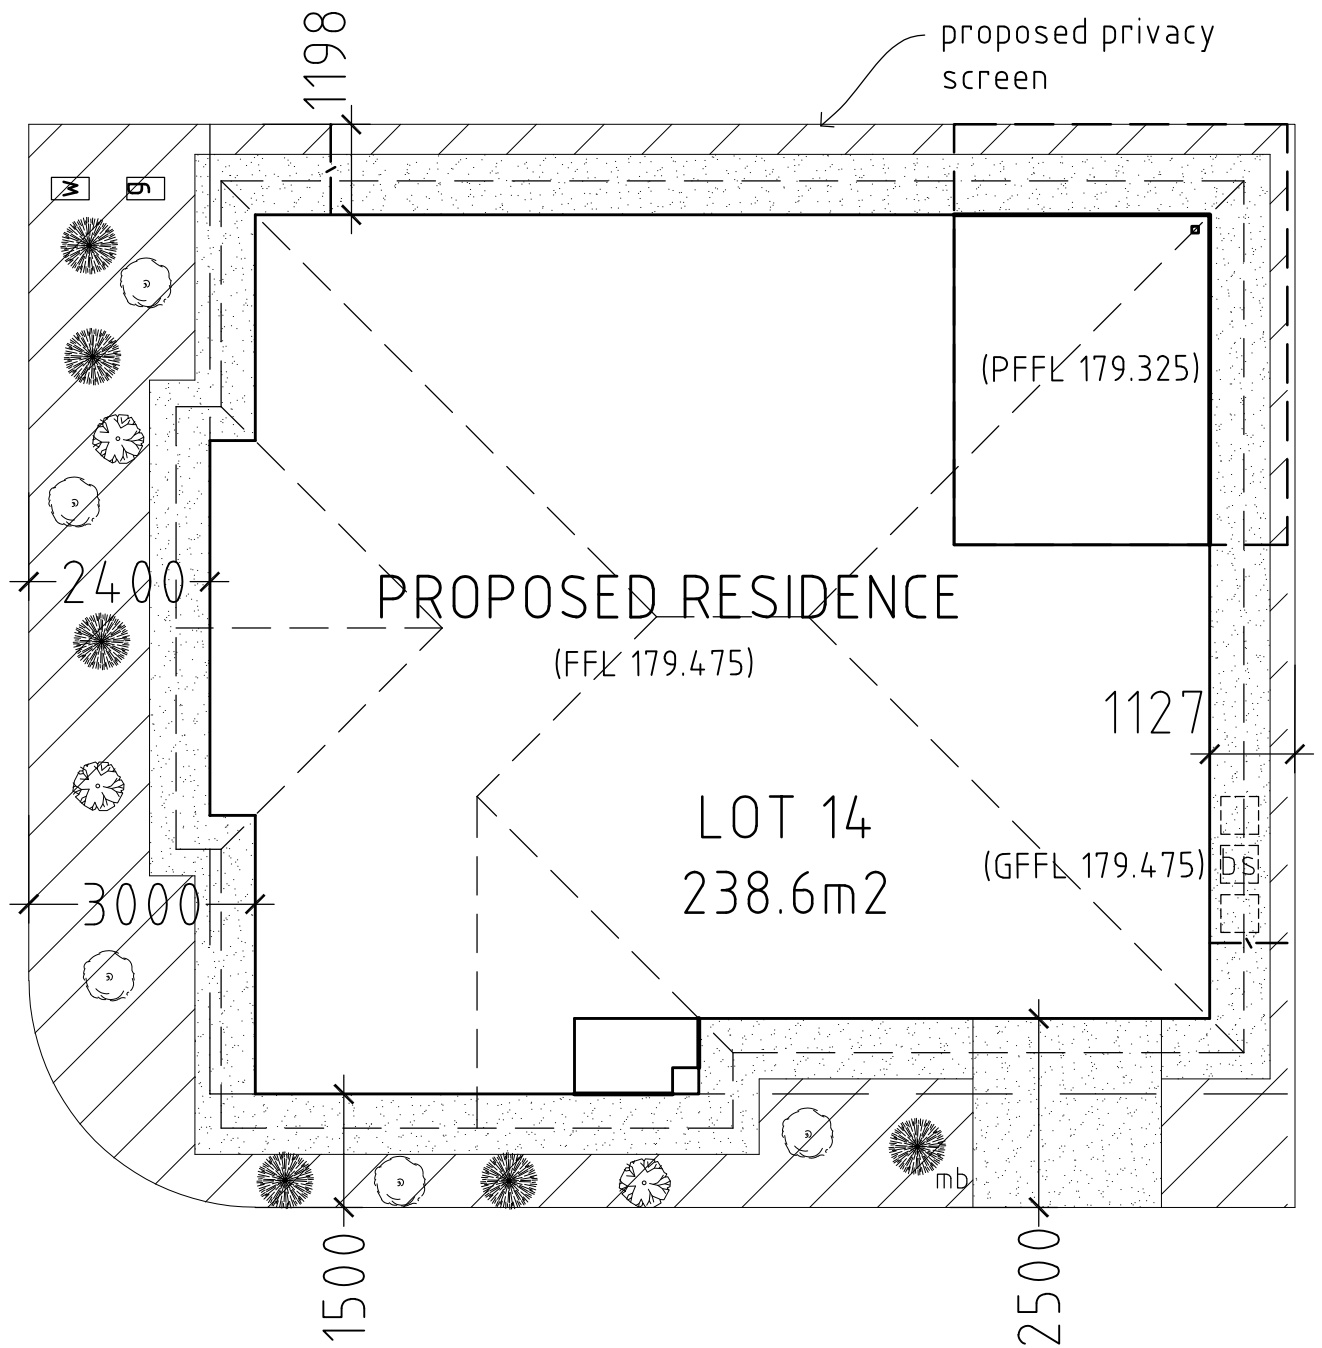 1198
proposed privacy
screen
W
G
(PFFL 179.325)
2400
PROPOSED RESIDENCE
(FFL 179.475)
1127
LOT 14
(GFFL 179.475)
bs
238.6m2
3000
mb
1500
2500